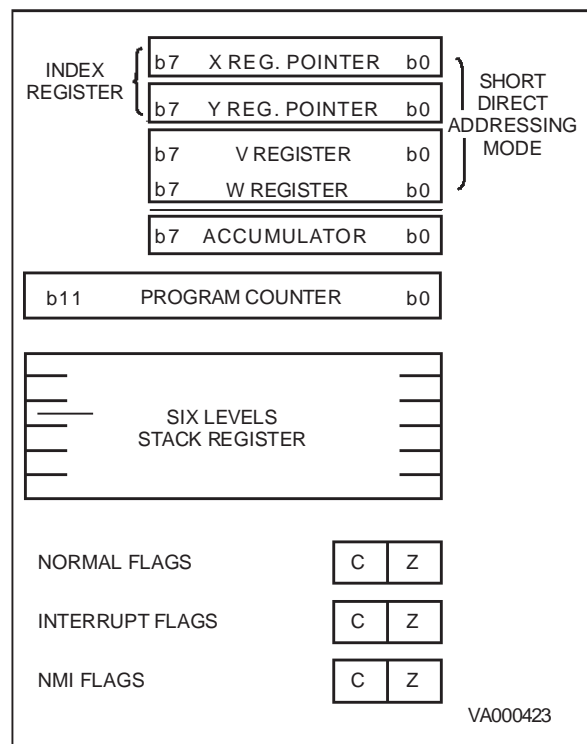 INDEX
REGISTER
b7 X REG. POINTER b0
b7 Y REG. POINTER b0
b7 V REGISTER b0
b7 W REGISTER b0
b7 ACCUMULATOR b0
SHORT
DIRECT
ADDRESSING
MODE
b11 PROGRAM COUNTER b0
SIX LEVELS
STACK REGISTER
NORMAL FLAGS C Z
INTERRUPT FLAGS C Z
NMI FLAGS C Z
VA000423